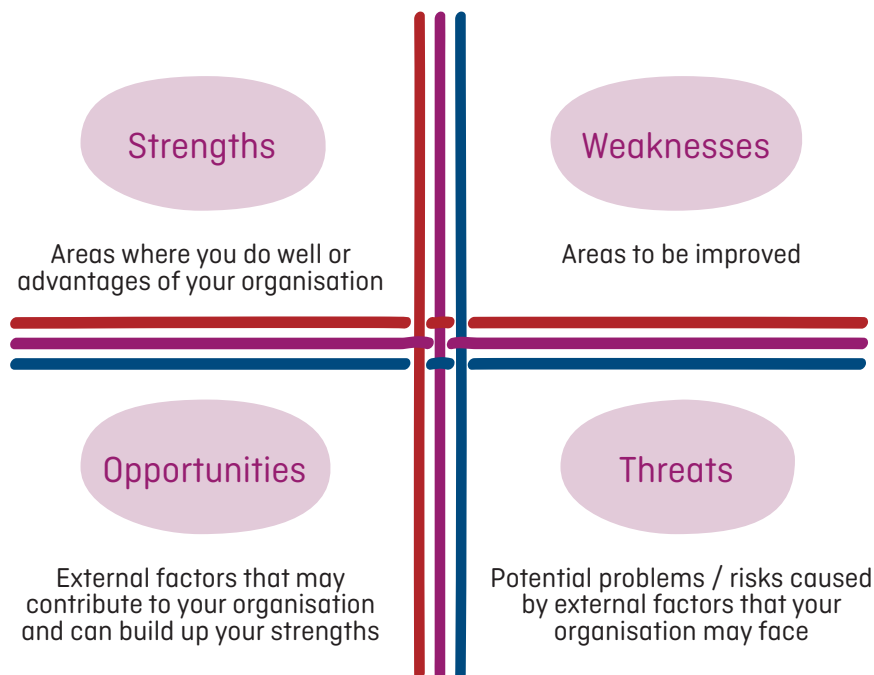 Strengths
Areas where you do well or
advantages of your organisation
Weaknesses
Areas to be improved
Opportunities
External factors that may
contribute to your organisation
and can build up your strengths
Threats
Potential problems / risks caused
by external factors that your
organisation may face